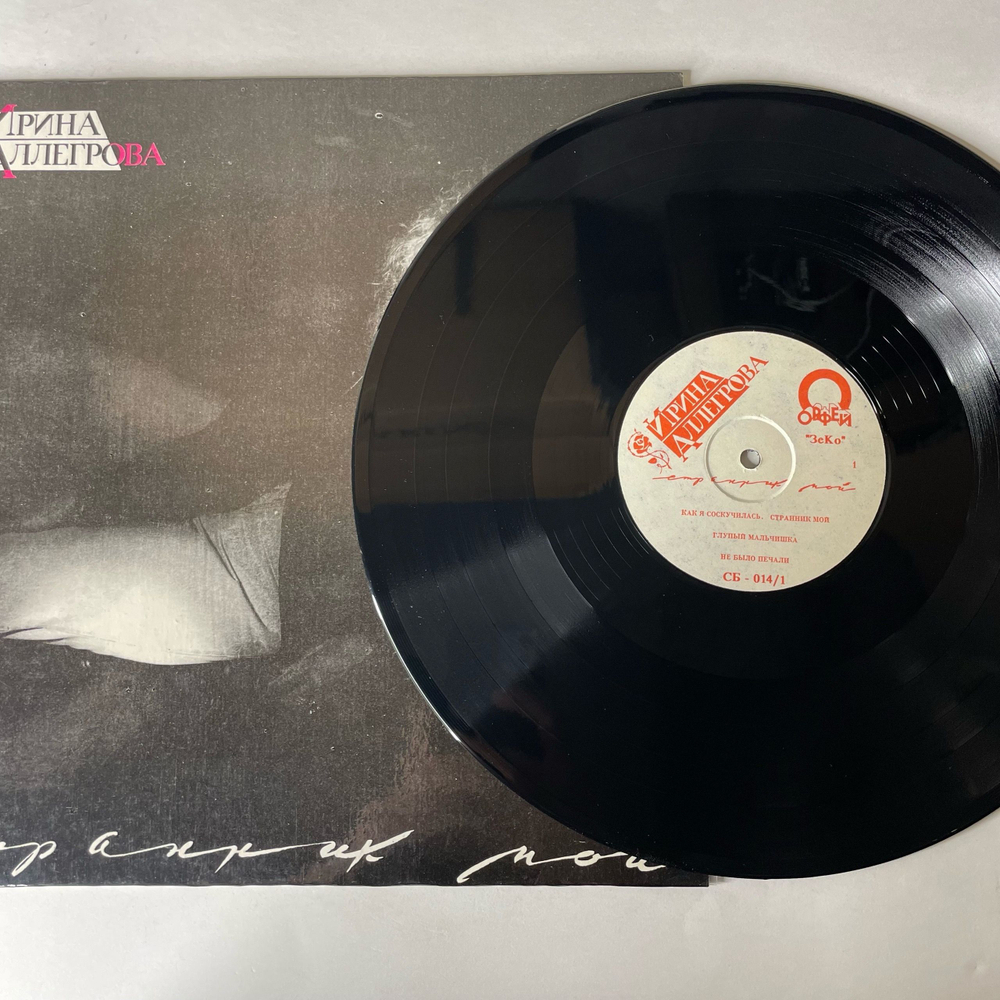 ИРИНА
АЛЛЕГРОВА
ранник мой
ИРИНА
АЛЛЕГРОВА
ОРФЕЙ
"ЗеКо"
1
странник мой
КАК Я СОСКУЧИЛАСЬ. СТРАННИК МОЙ
ГЛУПЫЙ МАЛЬЧИШКА
НЕ БЫЛО ПЕЧАЛИ
СБ - 014/1